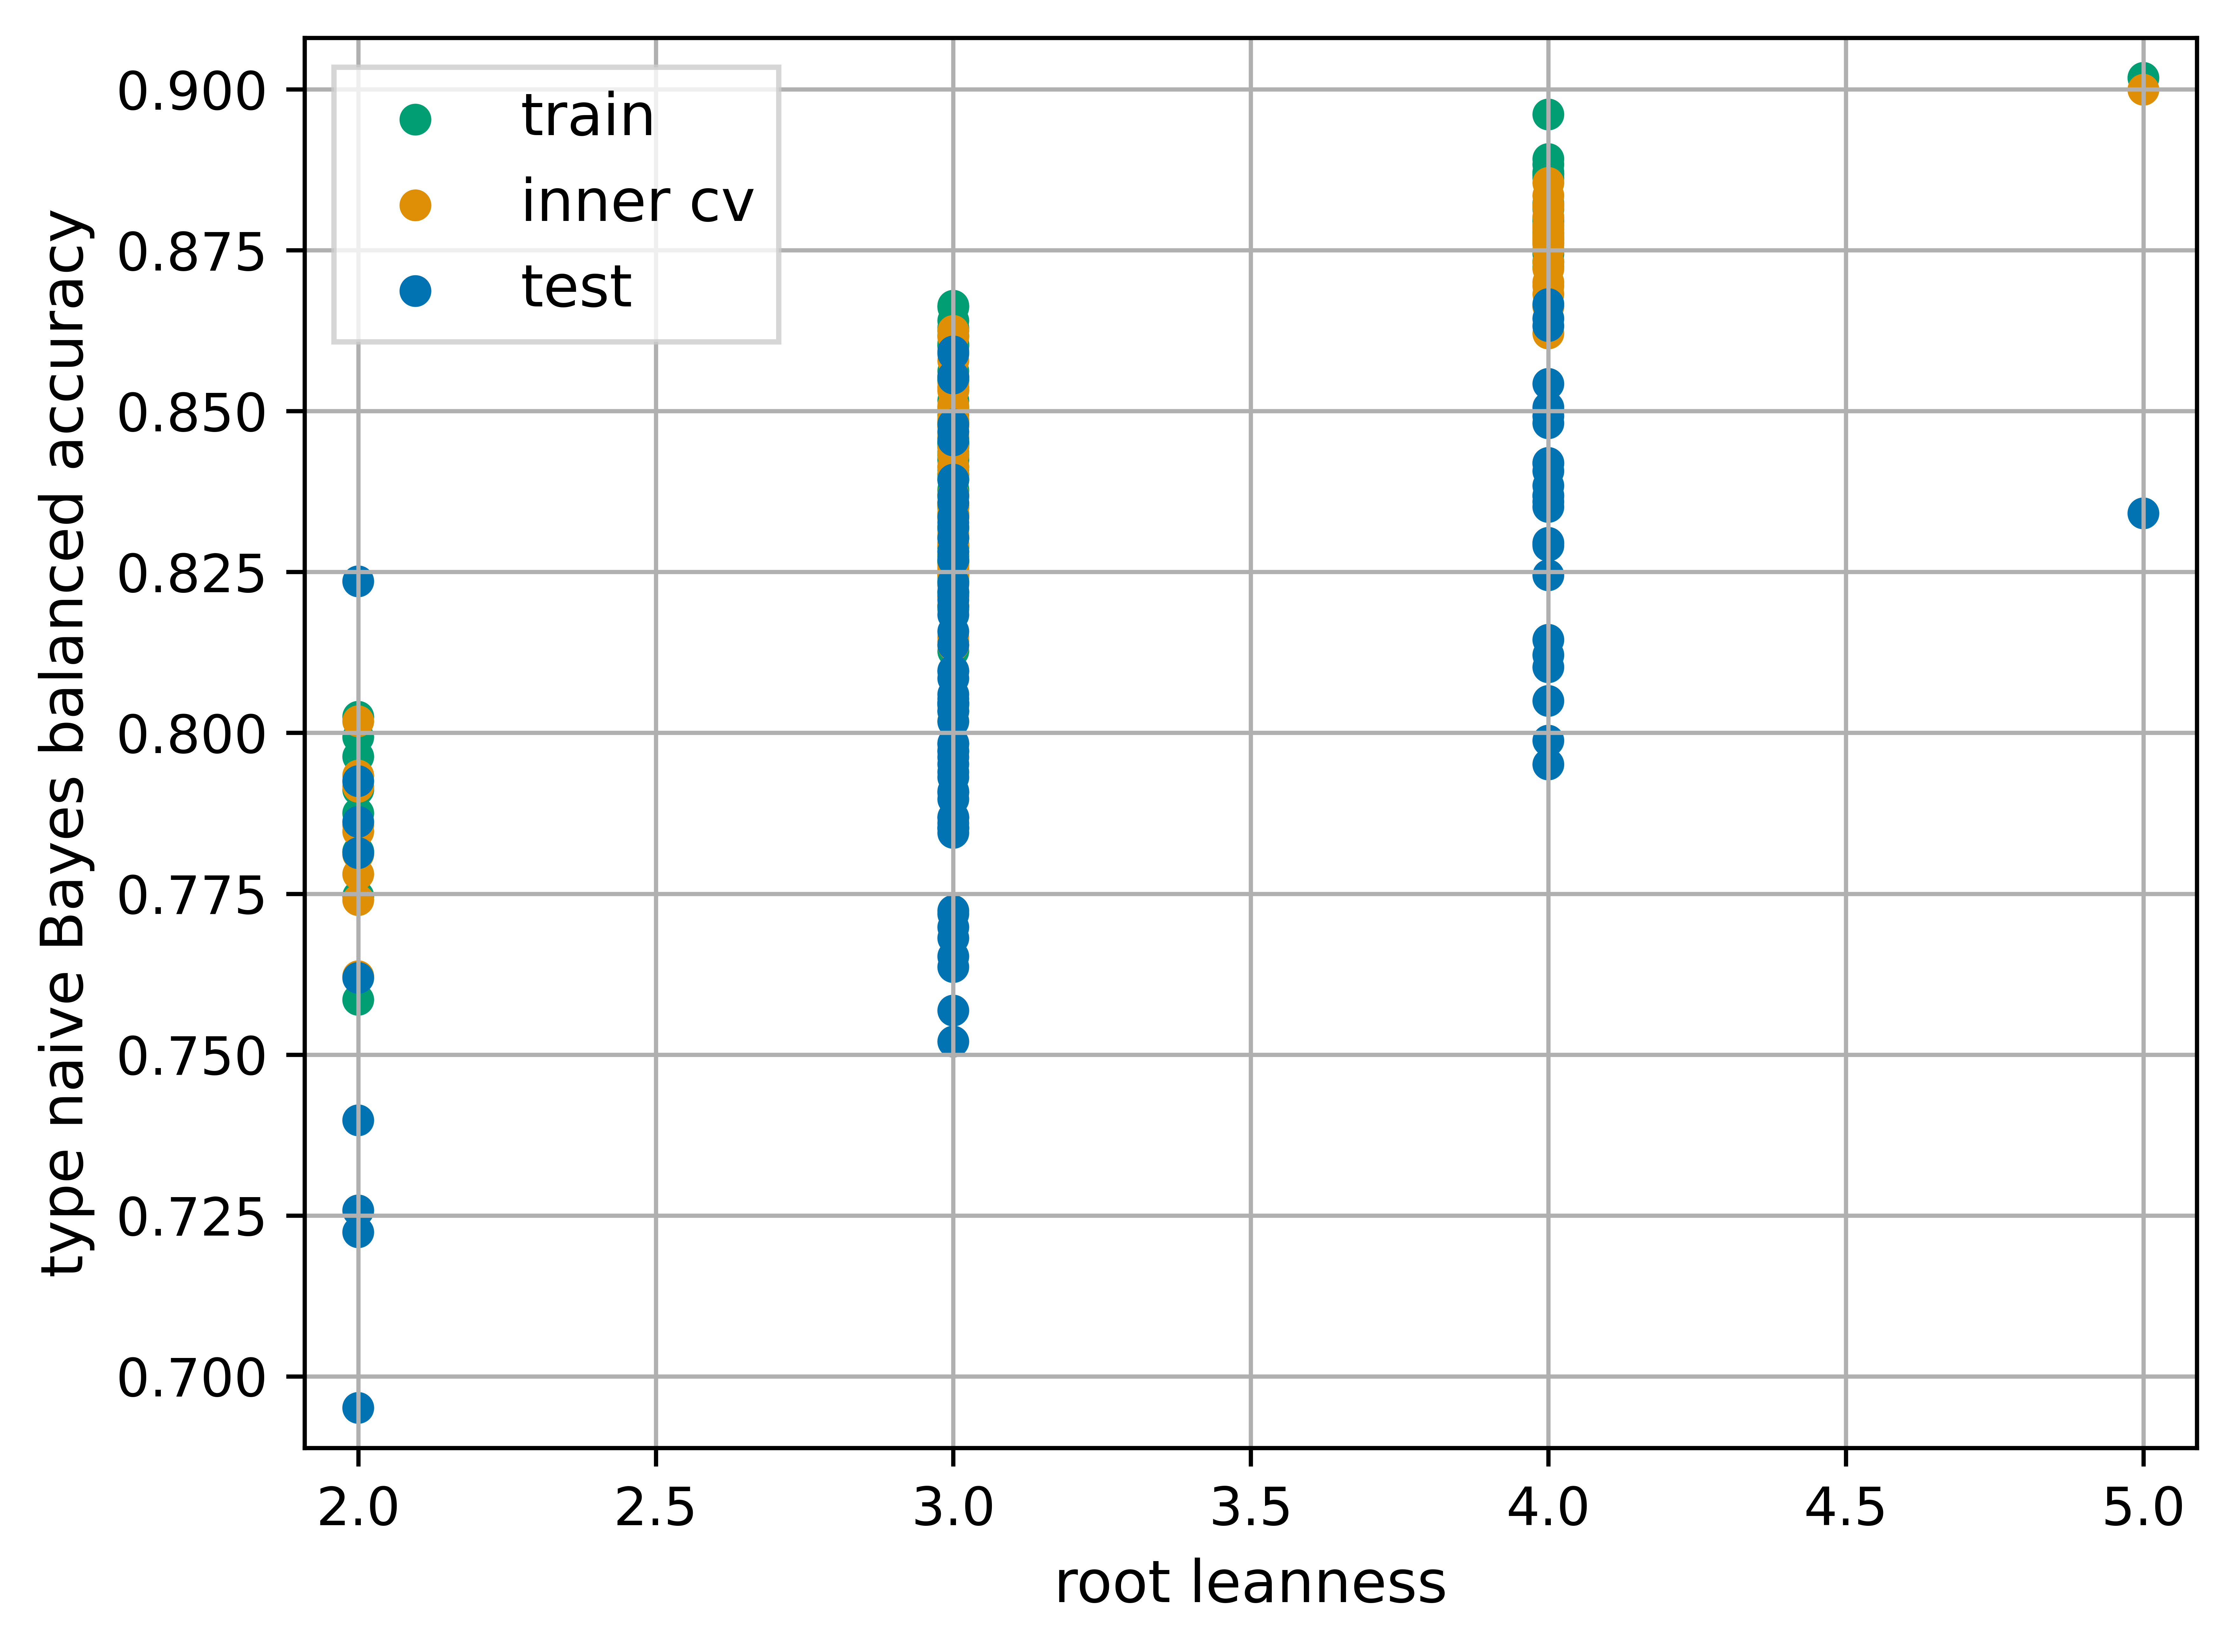 train
inner cv
test
type naive Bayes balanced accuracy
0.900
0.875
0.850
0.825
0.800
0.775
0.750
0.725
0.700
2.0 2.5 3.0 3.5 4.0 4.5 5.0
root leanness